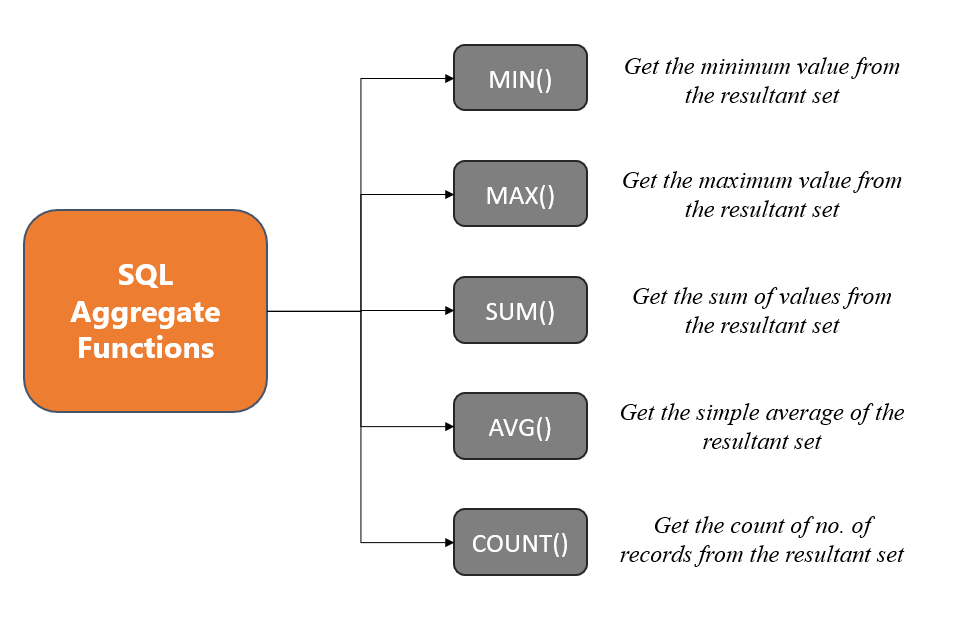 SQL
Aggregate
Functions
MIN()
Get the minimum value from
the resultant set
MAX()
Get the maximum value from
the resultant set
SUM()
Get the sum of values from
the resultant set
AVG()
Get the simple average of the
resultant set
COUNT()
Get the count of no. of
records from the resultant set